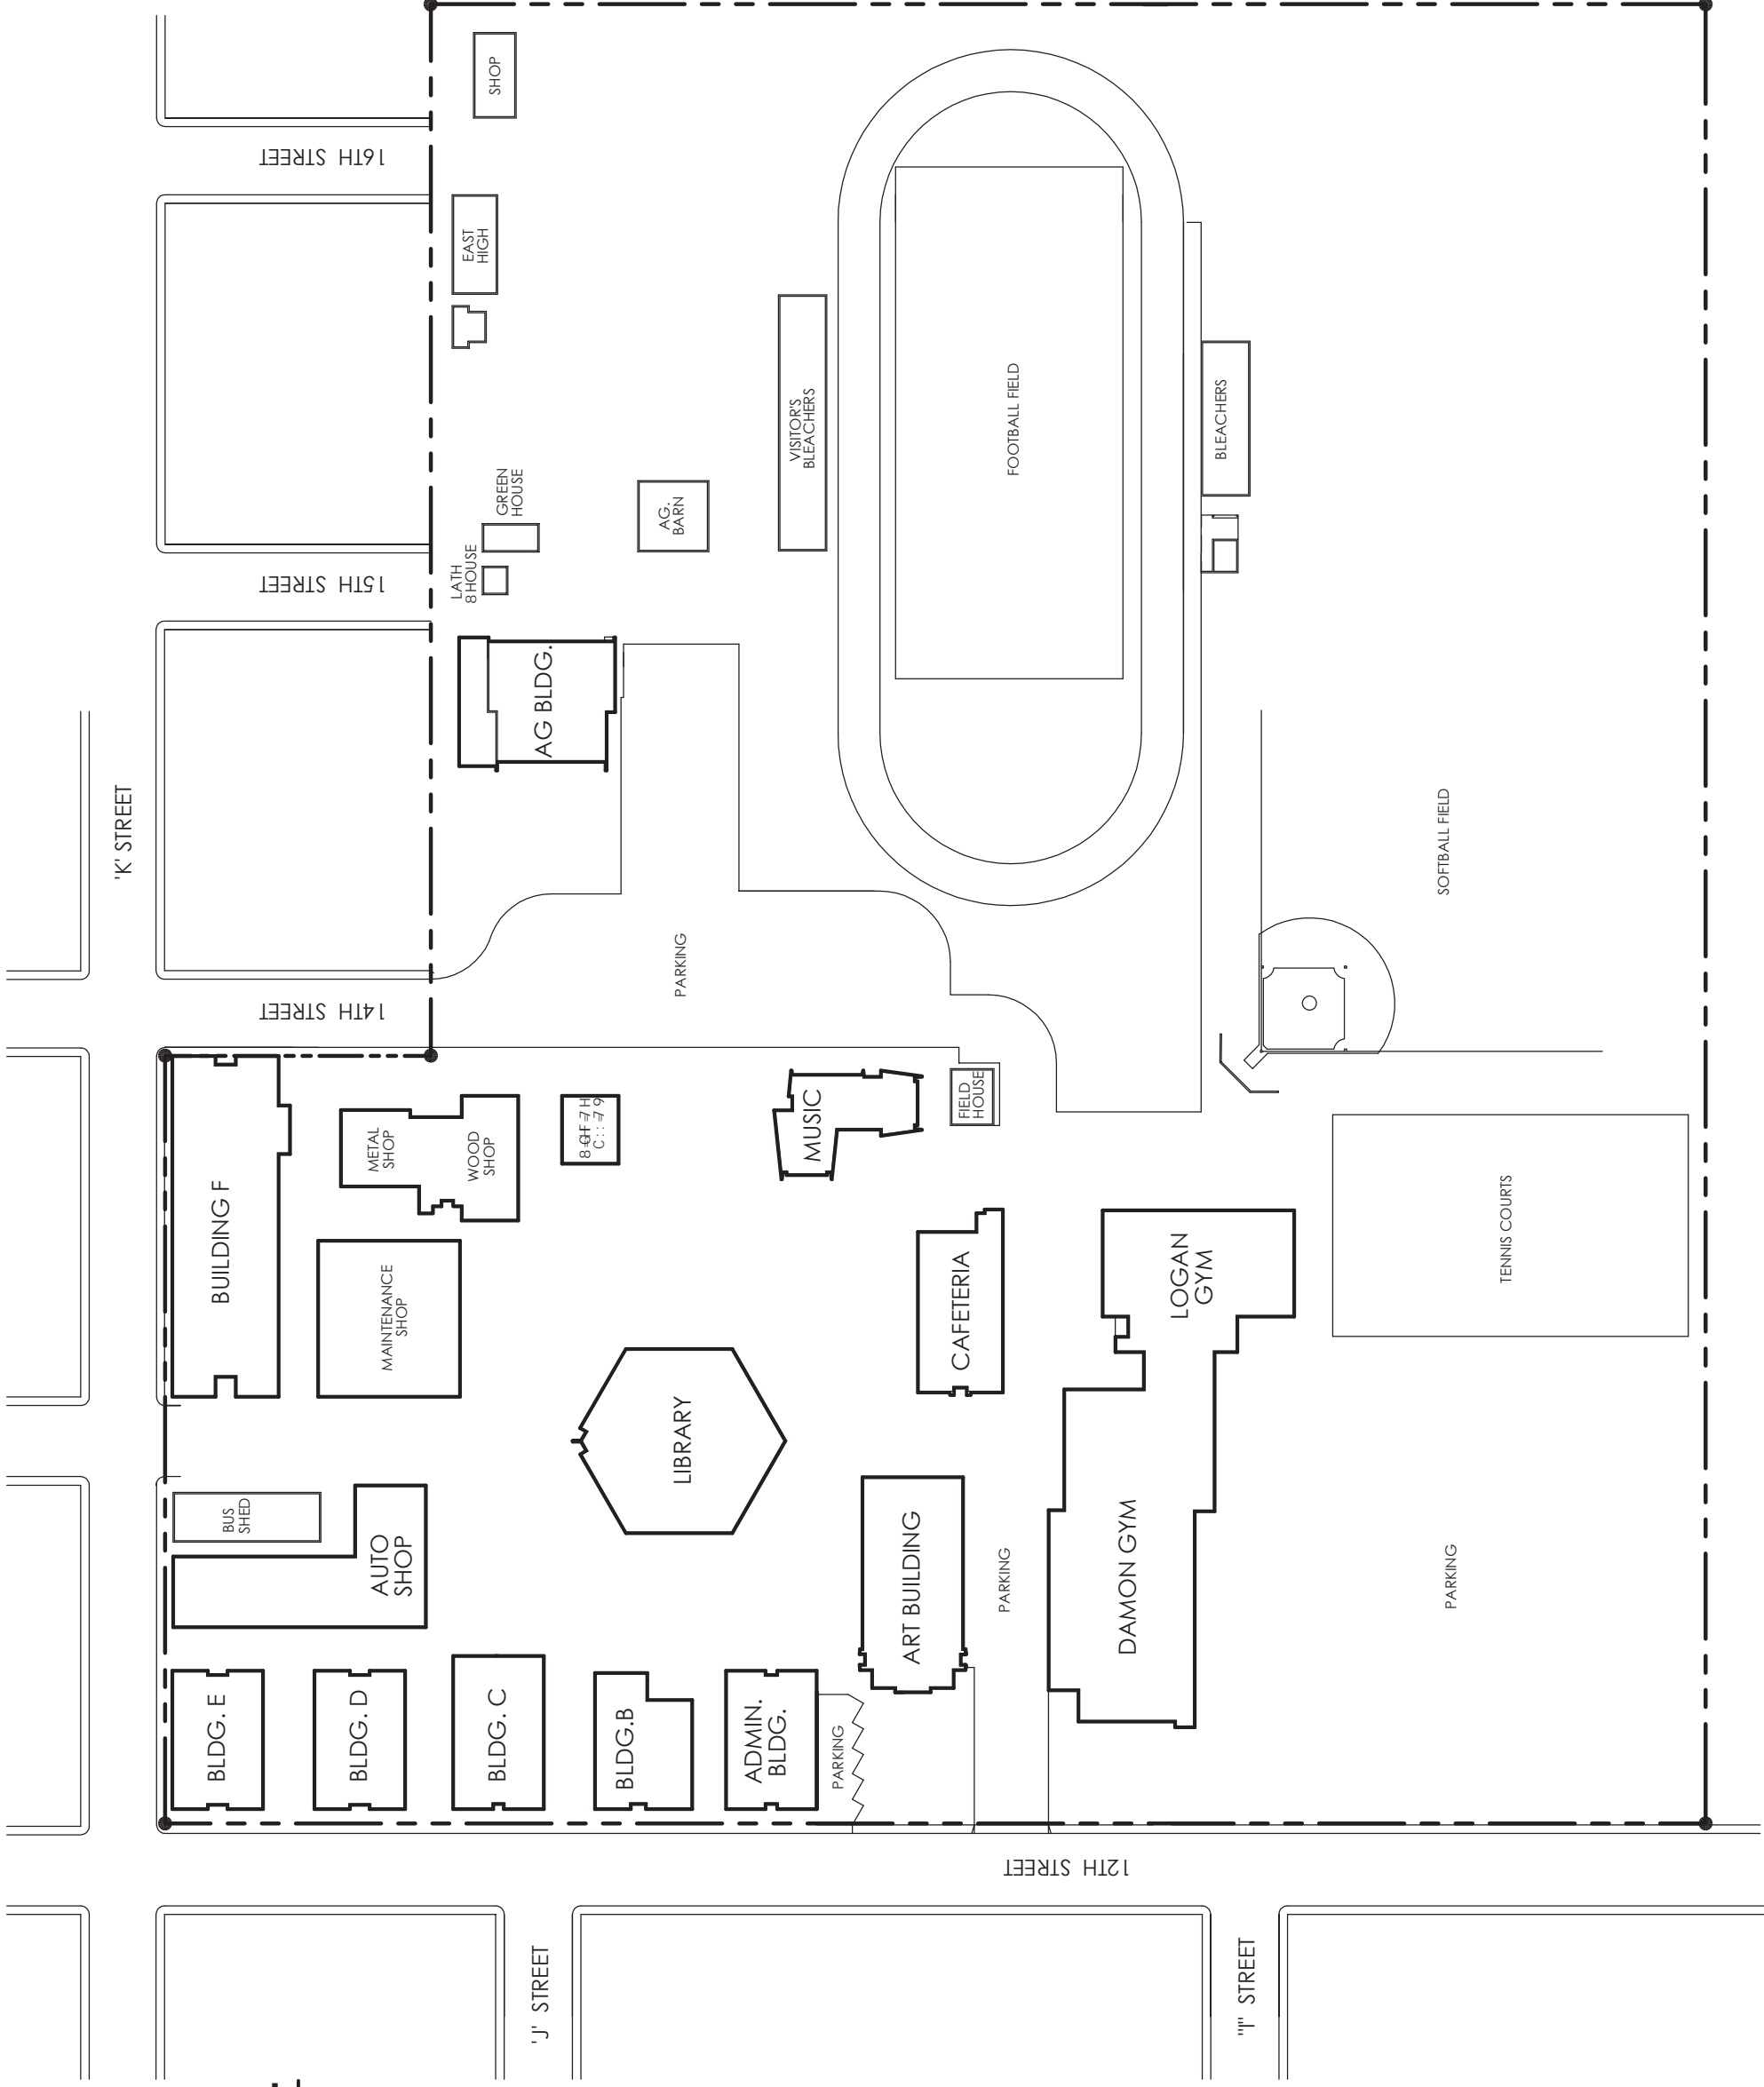 SHOP
16TH STREET
EAST
HIGH
VISITOR'S
BLEACHERS
FOOTBALL FIELD
BLEACHERS
GREEN
HOUSE
AG.
BARN
LATH
8 HOUSE
15TH STREET
AG BLDG.
'K' STREET
SOFTBALL FIELD
PARKING
14TH STREET
METAL
SHOP
WOOD
SHOP
MUSIC
FIELD
HOUSE
BUILDING F
MAINTENANCE
SHOP
CAFETERIA
LOGAN
GYM
TENNIS COURTS
LIBRARY
BUS
SHED
AUTO
SHOP
ART BUILDING
PARKING
DAMON GYM
PARKING
BLDG. E
BLDG. D
BLDG. C
BLDG.B
ADMIN.
BLDG.
PARKING
12TH STREET
'J' STREET
"I" STREET